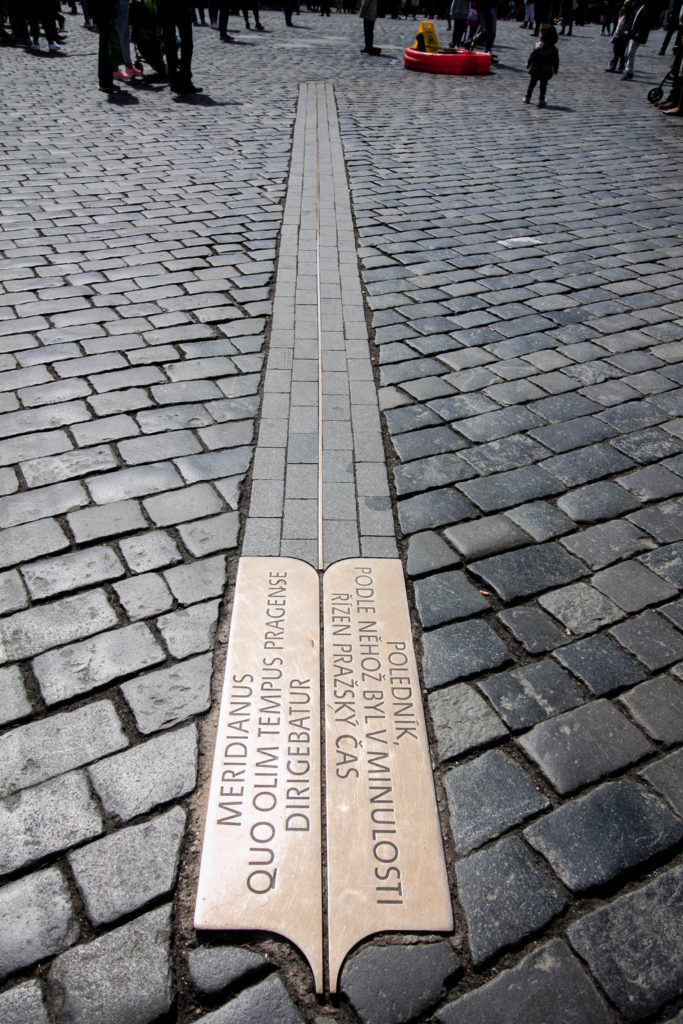 MERIDIANUS
QUO OLIM TEMPUS PRAGENSE
DIRIGEBATUR
POLEDNÍK,
PODLE NĚHOŽ BYL V MINULOSTI
ŘÍZEN PRAŽSKÝ ČAS